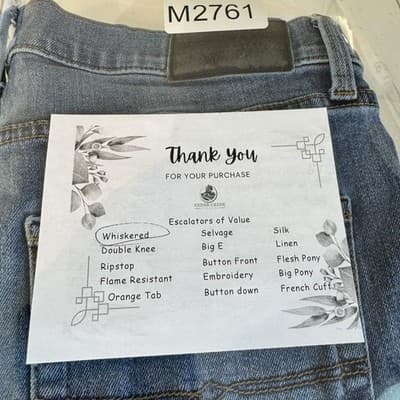 M2761
Thank You
FOR YOUR PURCHASE
Escalators of Value
Whiskered Selvage Silk
Double Knee Big E Linen
Ripstop Button Front Flesh Pony
Flame Resistant Embroidery Big Pony
Orange Tab Button down French Cuff